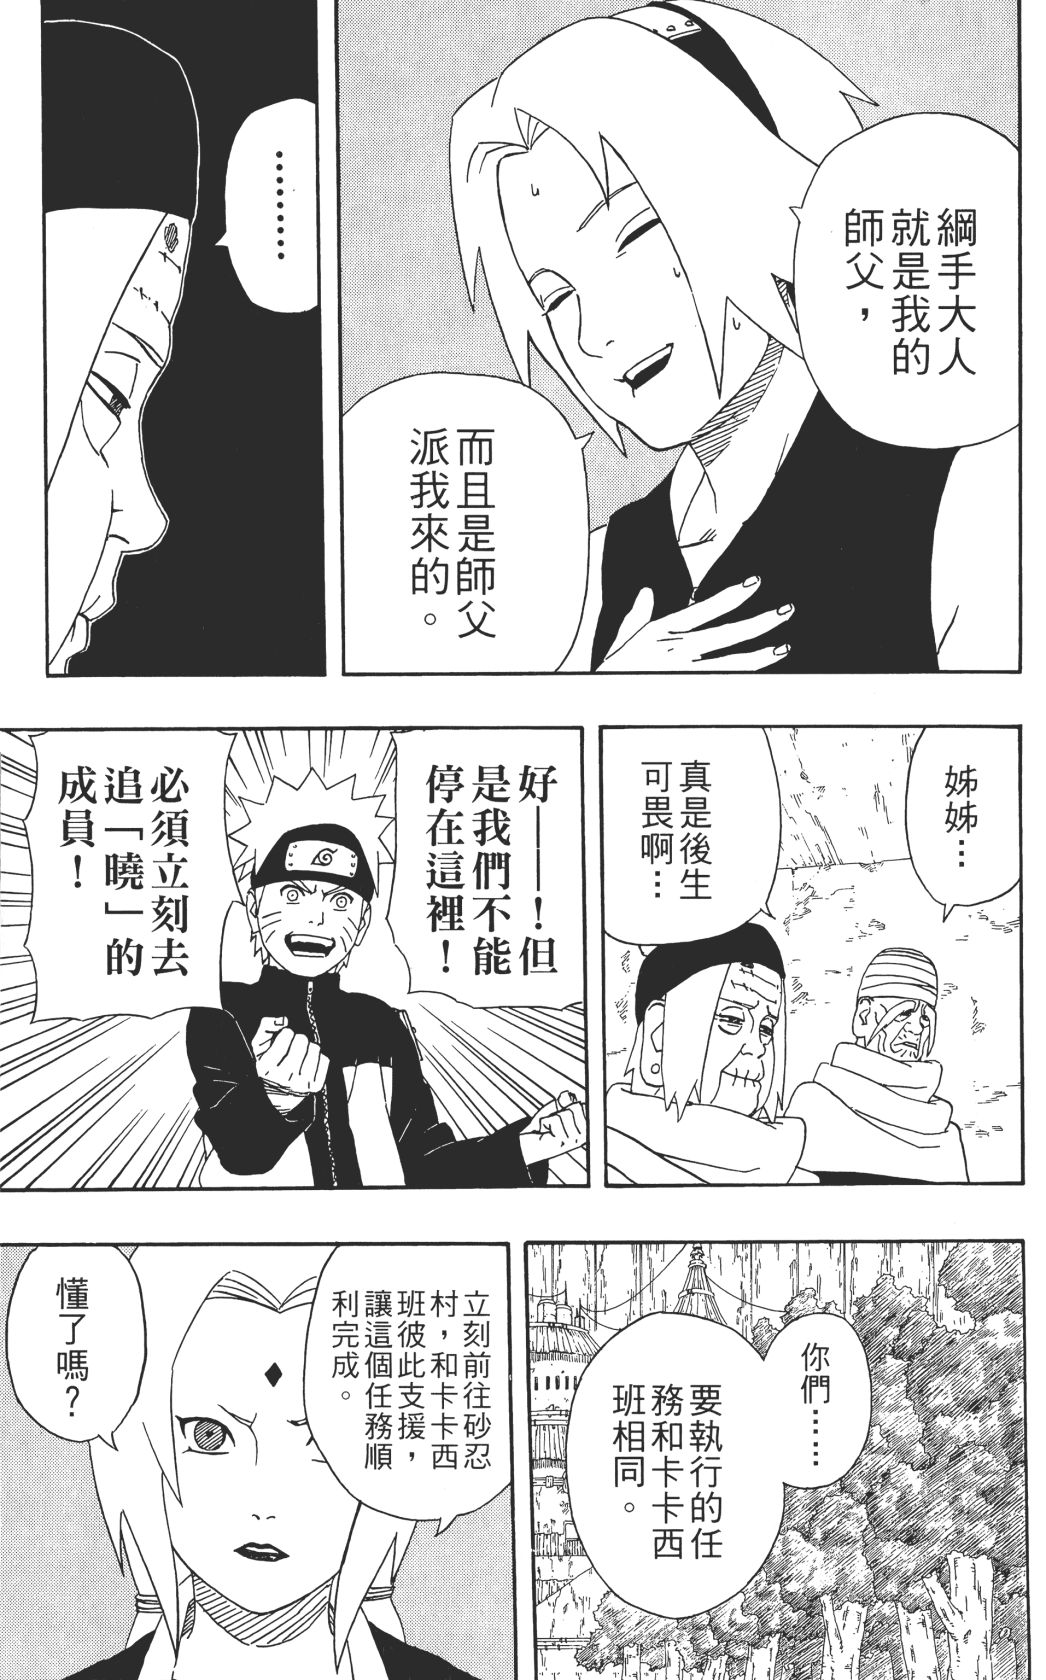 綱手大人
就是我的
師父，
而且是師父
派我來的。
………
姊姊…
真是後生
可畏啊…
好——！但
是我們不能
停在這裡！
必須立刻去
追「曉」的
成員！
你們……
要執行的任
務和卡卡西
班相同。
立刻前往砂忍
村，和卡卡西
班彼此支援，
讓這個任務順
利完成。
懂了嗎？